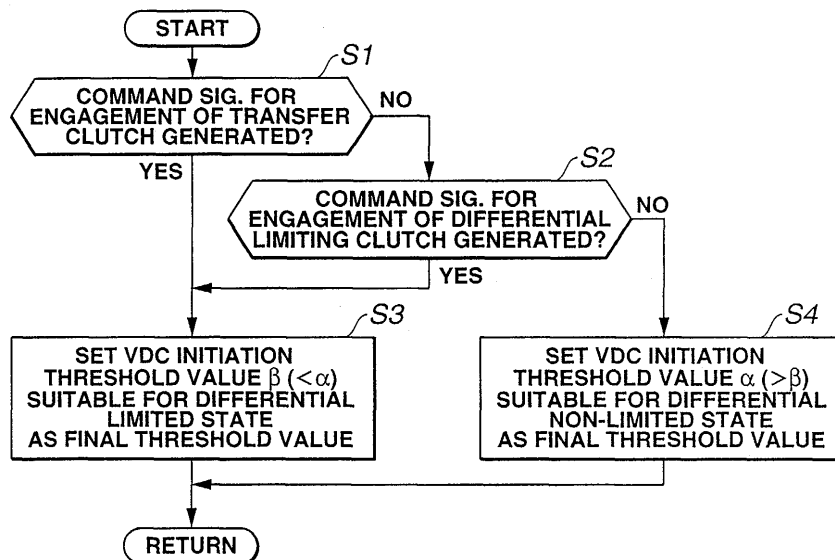 START
S1
COMMAND SIG. FOR
ENGAGEMENT OF TRANSFER
CLUTCH GENERATED?
NO
YES
S2
COMMAND SIG. FOR
ENGAGEMENT OF DIFFERENTIAL
LIMITING CLUTCH GENERATED?
NO
YES
S3
SET VDC INITIATION
THRESHOLD VALUE β (<α)
SUITABLE FOR DIFFERENTIAL
LIMITED STATE
AS FINAL THRESHOLD VALUE
S4
SET VDC INITIATION
THRESHOLD VALUE α (>β)
SUITABLE FOR DIFFERENTIAL
NON-LIMITED STATE
AS FINAL THRESHOLD VALUE
RETURN